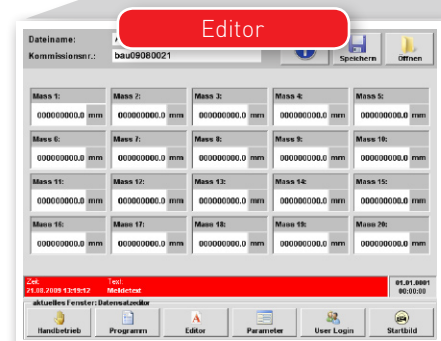 Editor
Dateiname:
Kommissionsnr.: bau09080021
Speichern Öffnen
Mass 1: Mass 2: Mass 3: Mass 4: Mass 5:
000000000.0 mm 000000000.0 mm 000000000.0 mm 000000000.0 mm 000000000.0 mm
Mass 6: Mass 7: Mass 8: Mass 9: Mass 10:
000000000.0 mm 000000000.0 mm 000000000.0 mm 000000000.0 mm 000000000.0 mm
Mass 11: Mass 12: Mass 13: Mass 14: Mass 15:
000000000.0 mm 000000000.0 mm 000000000.0 mm 000000000.0 mm 000000000.0 mm
Mass 16: Mass 17: Mass 18: Mass 19: Mass 20:
000000000.0 mm 000000000.0 mm 000000000.0 mm 000000000.0 mm 000000000.0 mm
Zeit: Text: 01.01.0001
21.08.2009 13:19:12 Meldetext 00:00:00
aktuelles Fenster: Datensatzeditor
Handbetrieb Programm Editor Parameter User Login Startbild